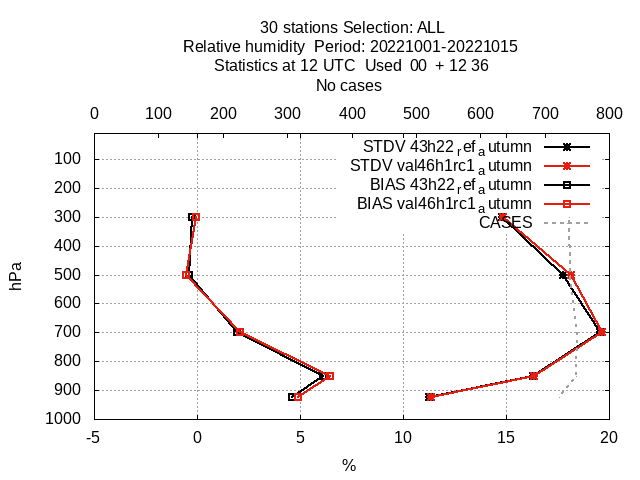 30 stations Selection: ALL
Relative humidity  Period: 20221001-20221015
Statistics at 12 UTC  Used  00  + 12 36
No cases
0 100 200 300 400 500 600 700 800
STDV 43h22_ref_autumn
STDV val46h1rc1_autumn
BIAS 43h22_ref_autumn
BIAS val46h1rc1_autumn
CASES
hPa
100
200
300
400
500
600
700
800
900
1000
-5 0 5 10 15 20
%